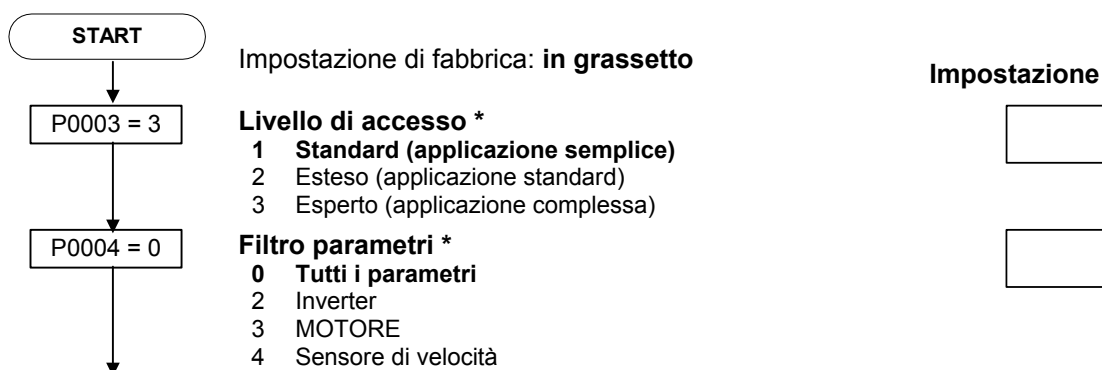 START
Impostazione di fabbrica: in grassetto
Impostazione
P0003 = 3
Livello di accesso *
1 Standard (applicazione semplice)
2 Esteso (applicazione standard)
3 Esperto (applicazione complessa)
P0004 = 0
Filtro parametri *
0 Tutti i parametri
2 Inverter
3 MOTORE
4 Sensore di velocità